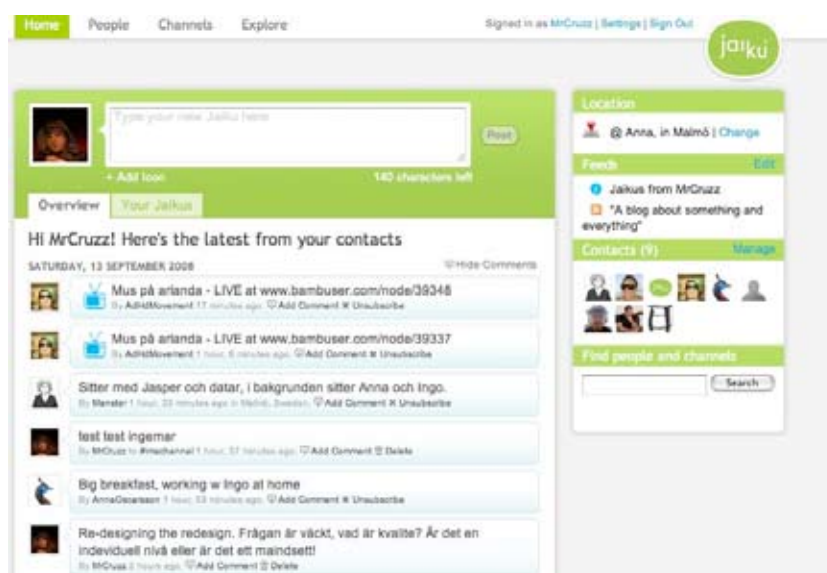 Home People Channels Explore
Signed in as MrCruzz | Settings | Sign Out
jaiku
Type your new Jaiku here
Post
+ Add Icon
140 characters left
Overview Your Jaikus
Hi MrCruzz! Here's the latest from your contacts
SATURDAY, 13 SEPTEMBER 2008
Hide Comments
Mus på arlanda - LIVE at www.bambuser.com/node/39348
By AdHdMovement 17 minutes ago. Add Comment Unsubscribe
Mus på arlanda - LIVE at www.bambuser.com/node/39337
By AdHdMovement 1 hour, 6 minutes ago. Add Comment Unsubscribe
Sitter med Jasper och datar, i bakgrunden sitter Anna och Ingo.
By 1 hour, 33 minutes ago in Malmö, Sweden. Add Comment Unsubscribe
test test ingemar
By MrCruzz to 1 hour, 37 minutes ago. Add Comment Delete
Big breakfast, working w Ingo at home
By AnnaOscarsson 1 hour, 53 minutes ago. Add Comment Unsubscribe
Re-designing the redesign. Frågan är väckt, vad är kvalite? Är det en
indeviduell nivå eller är det ett maindsett!
By MrCruzz 2 hours ago. Add Comment Delete
Location
@ Anna, in Malmö | Change
Feeds Edit
Jaikus from MrCruzz
"A blog about something and
everything"
Contacts (9) Manage
Find people and channels
Search